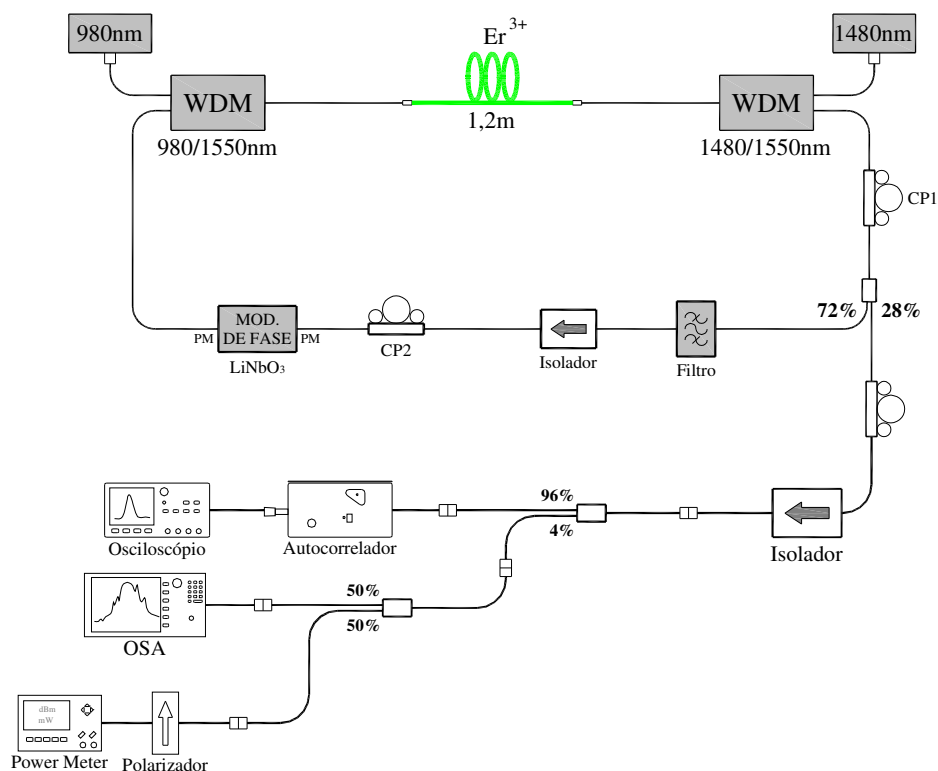 980nm
Er3+
1480nm
WDM
WDM
1,2m
980/1550nm
1480/1550nm
CP1
72%
28%
MOD.
DE FASE
PM
PM
LiNbO3
CP2
Isolador
Filtro
96%
4%
Osciloscópio
Autocorrelador
Isolador
50%
50%
OSA
dBm
mW
Power Meter
Polarizador